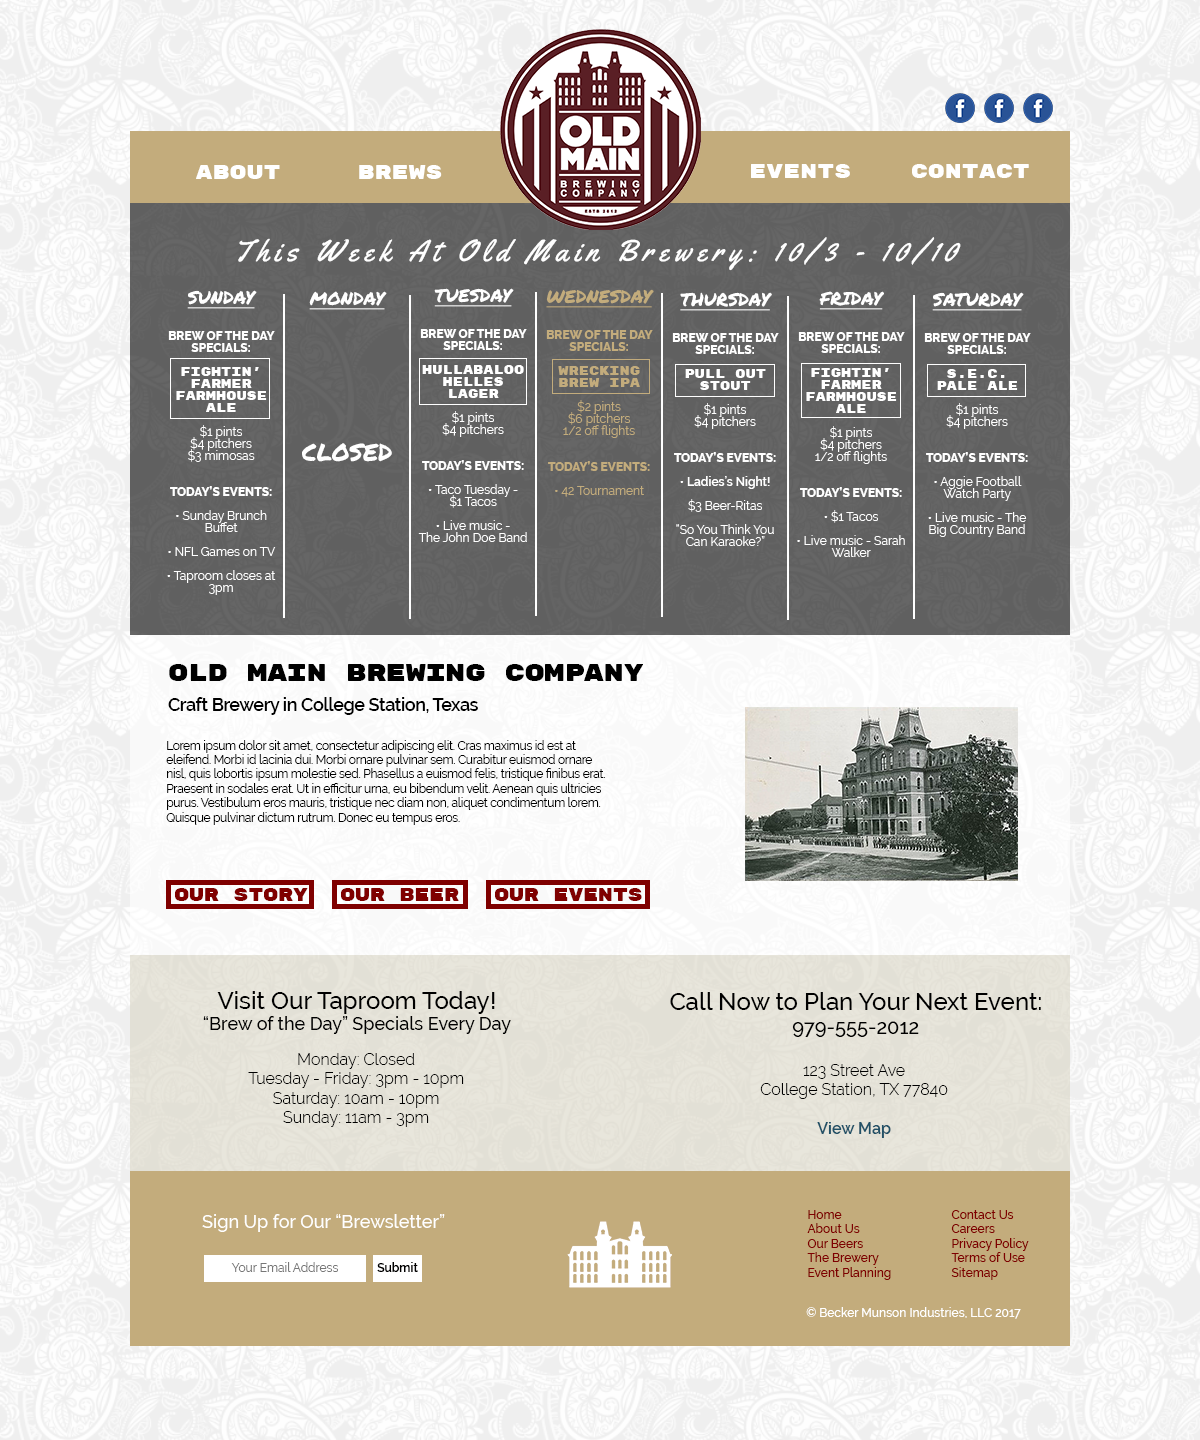 OLD
MAIN
BREWING
COMPANY
ESTD 2012
ABOUT
BREWS
EVENTS
CONTACT
This Week At Old Main Brewery: 10/3 - 10/10
SUNDAY
BREW OF THE DAY
SPECIALS:
FIGHTIN'
FARMER
FARMHOUSE
ALE
$1 pints
$4 pitchers
$3 mimosas
TODAY'S EVENTS:
• Sunday Brunch
Buffet
• NFL Games on TV
• Taproom closes at
3pm
MONDAY
CLOSED
TUESDAY
BREW OF THE DAY
SPECIALS:
HULLABALOO
HELLES
LAGER
$1 pints
$4 pitchers
TODAY'S EVENTS:
• Taco Tuesday -
$1 Tacos
• Live music -
The John Doe Band
WEDNESDAY
BREW OF THE DAY
SPECIALS:
WRECKING
BREW IPA
$2 pints
$6 pitchers
1/2 off flights
TODAY'S EVENTS:
• 42 Tournament
THURSDAY
BREW OF THE DAY
SPECIALS:
PULL OUT
STOUT
$1 pints
$4 pitchers
TODAY'S EVENTS:
• Ladies's Night!
$3 Beer-Ritas
"So You Think You
Can Karaoke?"
FRIDAY
BREW OF THE DAY
SPECIALS:
FIGHTIN'
FARMER
FARMHOUSE
ALE
$1 pints
$4 pitchers
1/2 off flights
TODAY'S EVENTS:
• $1 Tacos
• Live music - Sarah
Walker
SATURDAY
BREW OF THE DAY
SPECIALS:
S.E.C.
PALE ALE
$1 pints
$4 pitchers
TODAY'S EVENTS:
• Aggie Football
Watch Party
• Live music - The
Big Country Band
OLD MAIN BREWING COMPANY
Craft Brewery in College Station, Texas
Lorem ipsum dolor sit amet, consectetur adipiscing elit. Cras maximus id est at
eleifend. Morbi id lacinia dui. Morbi ornare pulvinar sem. Curabitur euismod ornare
nisl, quis lobortis ipsum molestie sed. Phasellus a euismod felis, tristique finibus erat.
Praesent in sodales erat. Ut in efficitur urna, eu bibendum velit. Aenean quis ultricies
purus. Vestibulum eros mauris, tristique nec diam non, aliquet condimentum lorem.
Quisque pulvinar dictum rutrum. Donec eu tempus eros.
OUR STORY
OUR BEER
OUR EVENTS
Visit Our Taproom Today!
“Brew of the Day” Specials Every Day
Monday: Closed
Tuesday - Friday: 3pm - 10pm
Saturday: 10am - 10pm
Sunday: 11am - 3pm
Call Now to Plan Your Next Event:
979-555-2012
123 Street Ave
College Station, TX 77840
View Map
Sign Up for Our “Brewsletter”
Your Email Address
Submit
Home
About Us
Our Beers
The Brewery
Event Planning
Contact Us
Careers
Privacy Policy
Terms of Use
Sitemap
© Becker Munson Industries, LLC 2017